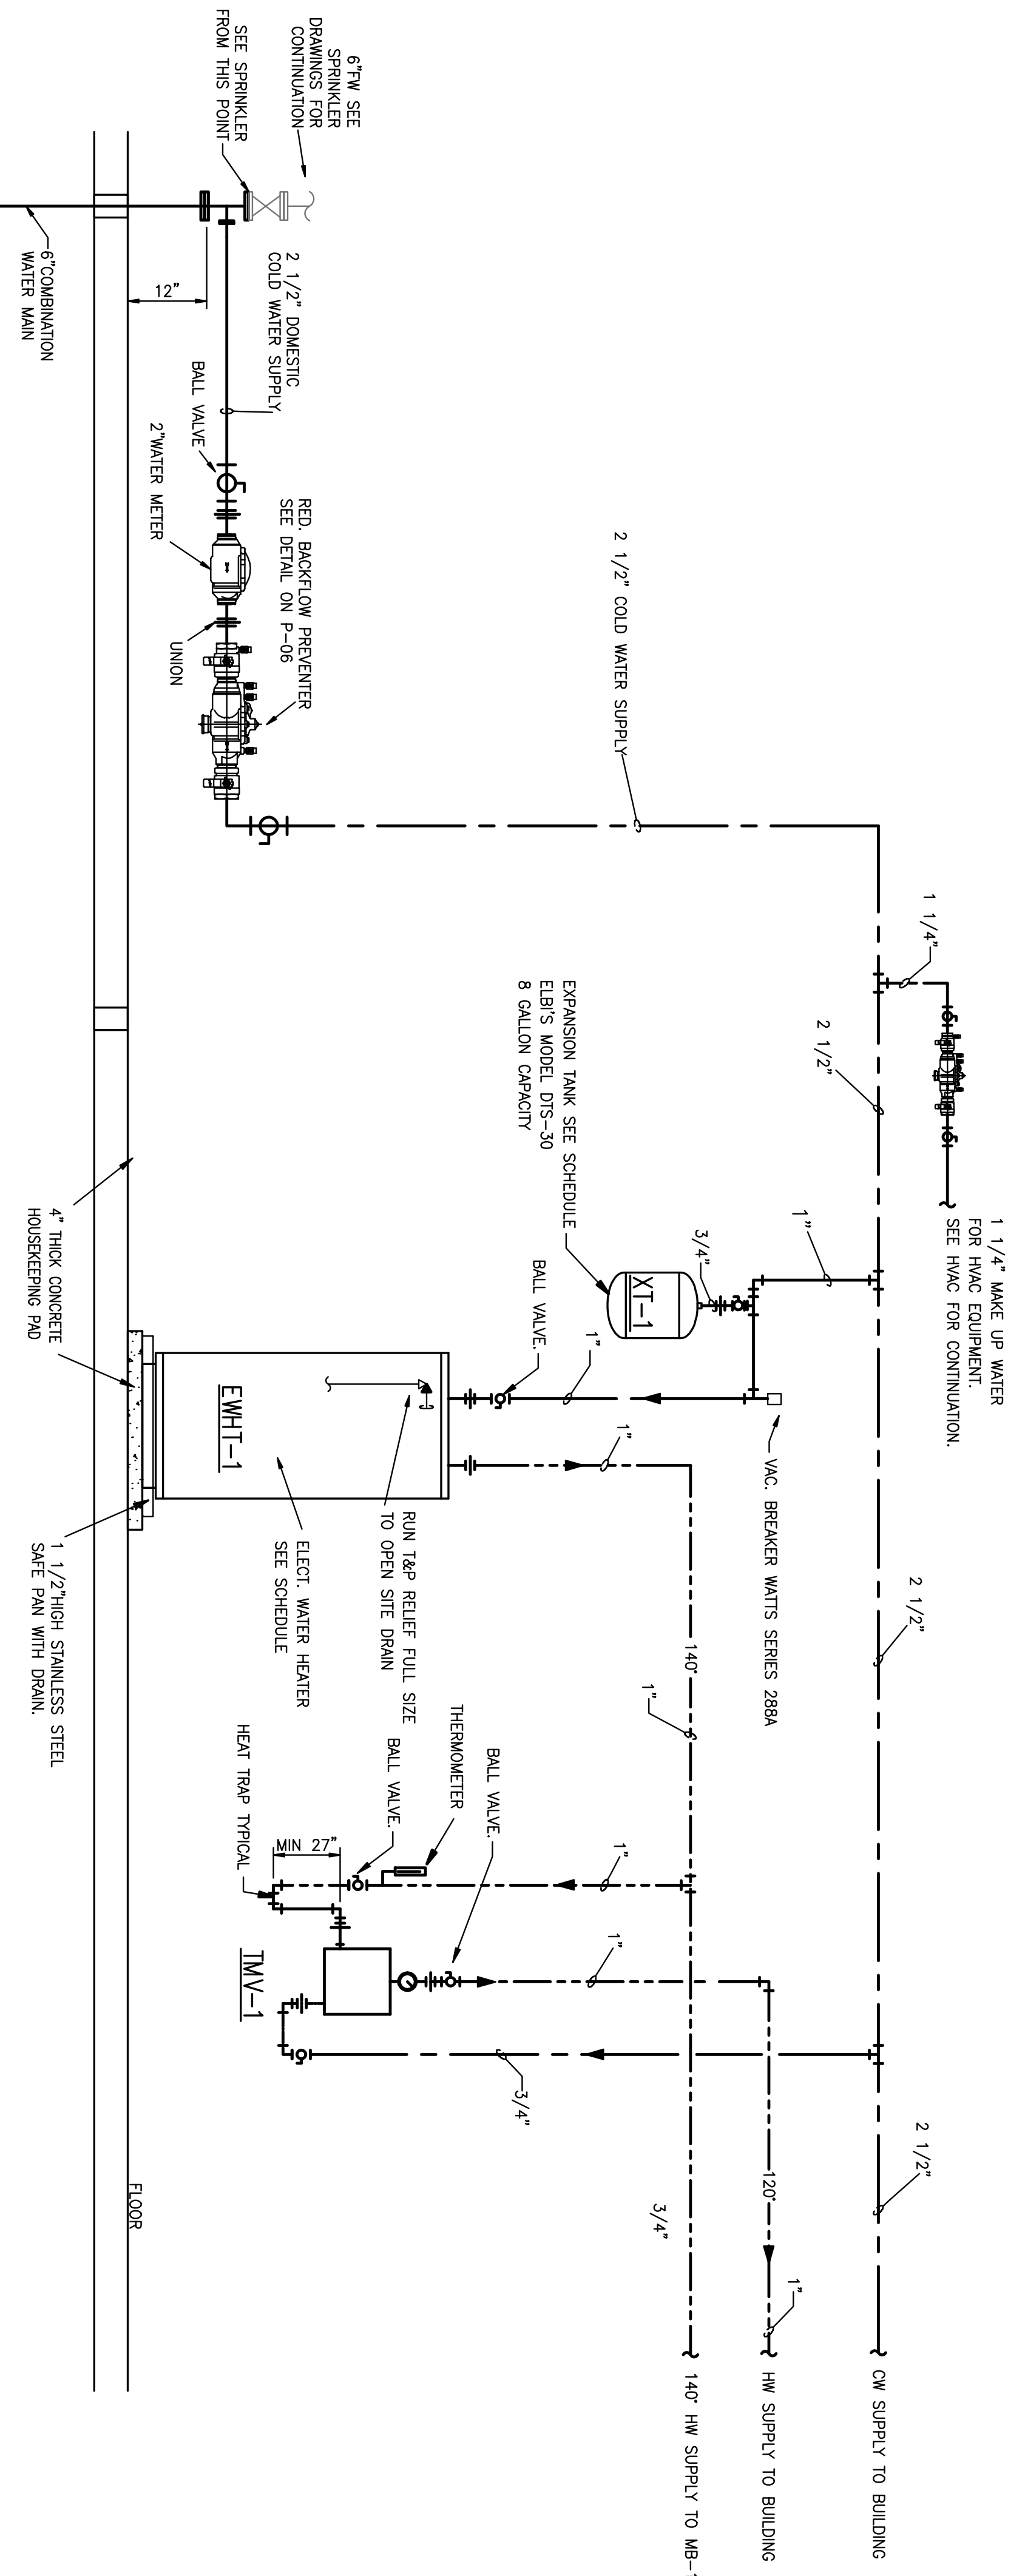 6"FW SEE
SPRINKLER
DRAWINGS FOR
CONTINUATION
SEE SPRINKLER
FROM THIS POINT
6"COMBINATION
WATER MAIN
12"
2 1/2" DOMESTIC
COLD WATER SUPPLY
BALL VALVE
2"WATER METER
RED. BACKFLOW PREVENTER
SEE DETAIL ON P-06
UNION
2 1/2" COLD WATER SUPPLY
1 1/4"
2 1/2"
1 1/4" MAKE UP WATER
FOR HVAC EQUIPMENT.
SEE HVAC FOR CONTINUATION.
EXPANSION TANK SEE SCHEDULE
ELBI'S MODEL DTS-30
8 GALLON CAPACITY
1"
3/4"
XT-1
BALL VALVE.
1"
1"
VAC. BREAKER WATTS SERIES 288A
EWHT-1
4" THICK CONCRETE
HOUSEKEEPING PAD
RUN T&P RELIEF FULL SIZE
TO OPEN SITE DRAIN
ELECT. WATER HEATER
SEE SCHEDULE
1 1/2"HIGH STAINLESS STEEL
SAFE PAN WITH DRAIN.
2 1/2"
140°
1"
THERMOMETER
BALL VALVE.
BALL VALVE.
HEAT TRAP TYPICAL
MIN 27"
1"
1"
TMV-1
3/4"
2 1/2"
120°
3/4"
1"
FLOOR
CW SUPPLY TO BUILDING
HW SUPPLY TO BUILDING
140° HW SUPPLY TO MB-